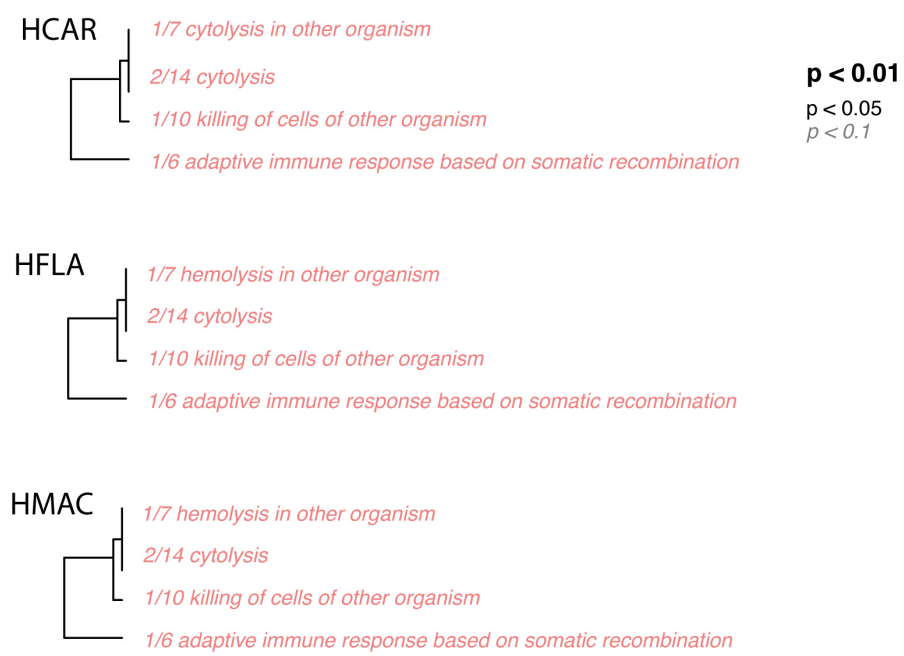 HCAR
1/7 cytolysis in other organism
2/14 cytolysis
1/10 killing of cells of other organism
1/6 adaptive immune response based on somatic recombination
p < 0.01
p < 0.05
p < 0.1
HFLA
1/7 hemolysis in other organism
2/14 cytolysis
1/10 killing of cells of other organism
1/6 adaptive immune response based on somatic recombination
HMAC
1/7 hemolysis in other organism
2/14 cytolysis
1/10 killing of cells of other organism
1/6 adaptive immune response based on somatic recombination